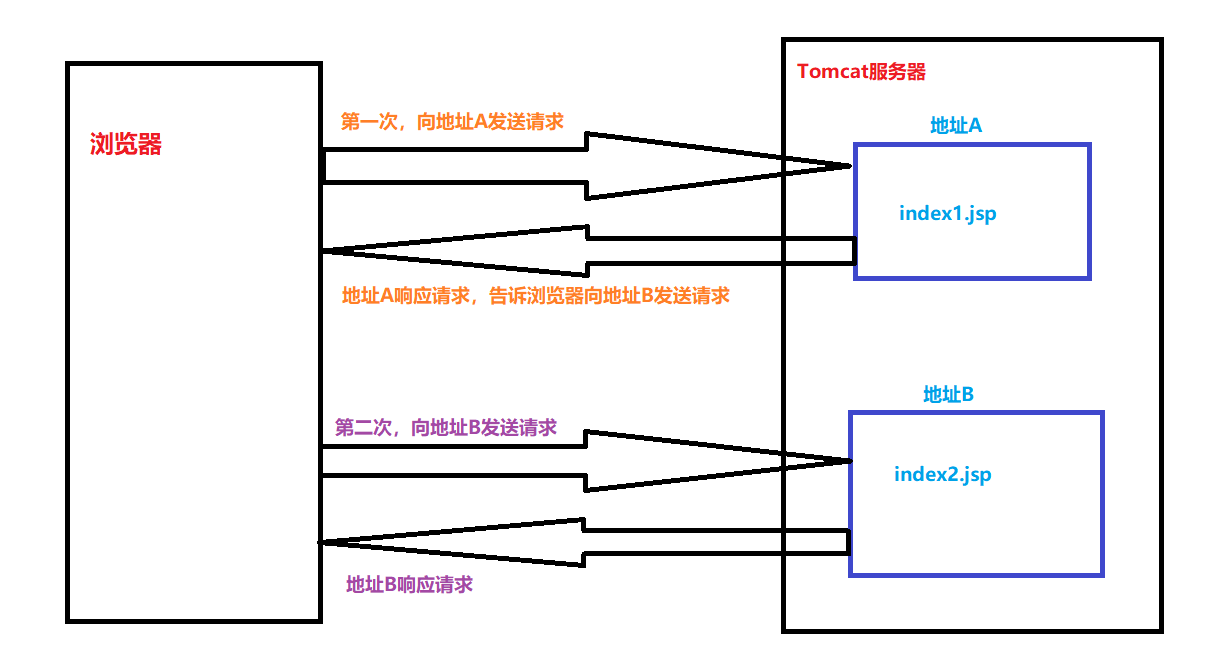 Tomcat服务器
浏览器
第一次，向地址A发送请求
地址A
index1.jsp
地址A响应请求，告诉浏览器向地址B发送请求
地址B
第二次，向地址B发送请求
index2.jsp
地址B响应请求